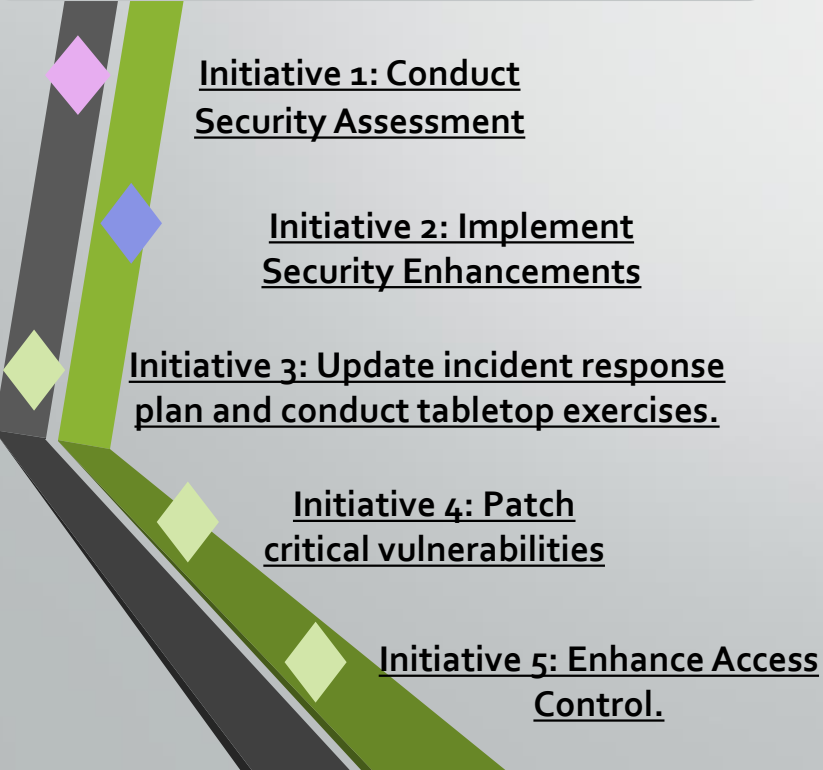 Initiative 1: Conduct
Security Assessment
Initiative 2: Implement
Security Enhancements
Initiative 3: Update incident response
plan and conduct tabletop exercises.
Initiative 4: Patch
critical vulnerabilities
Initiative 5: Enhance Access
Control.